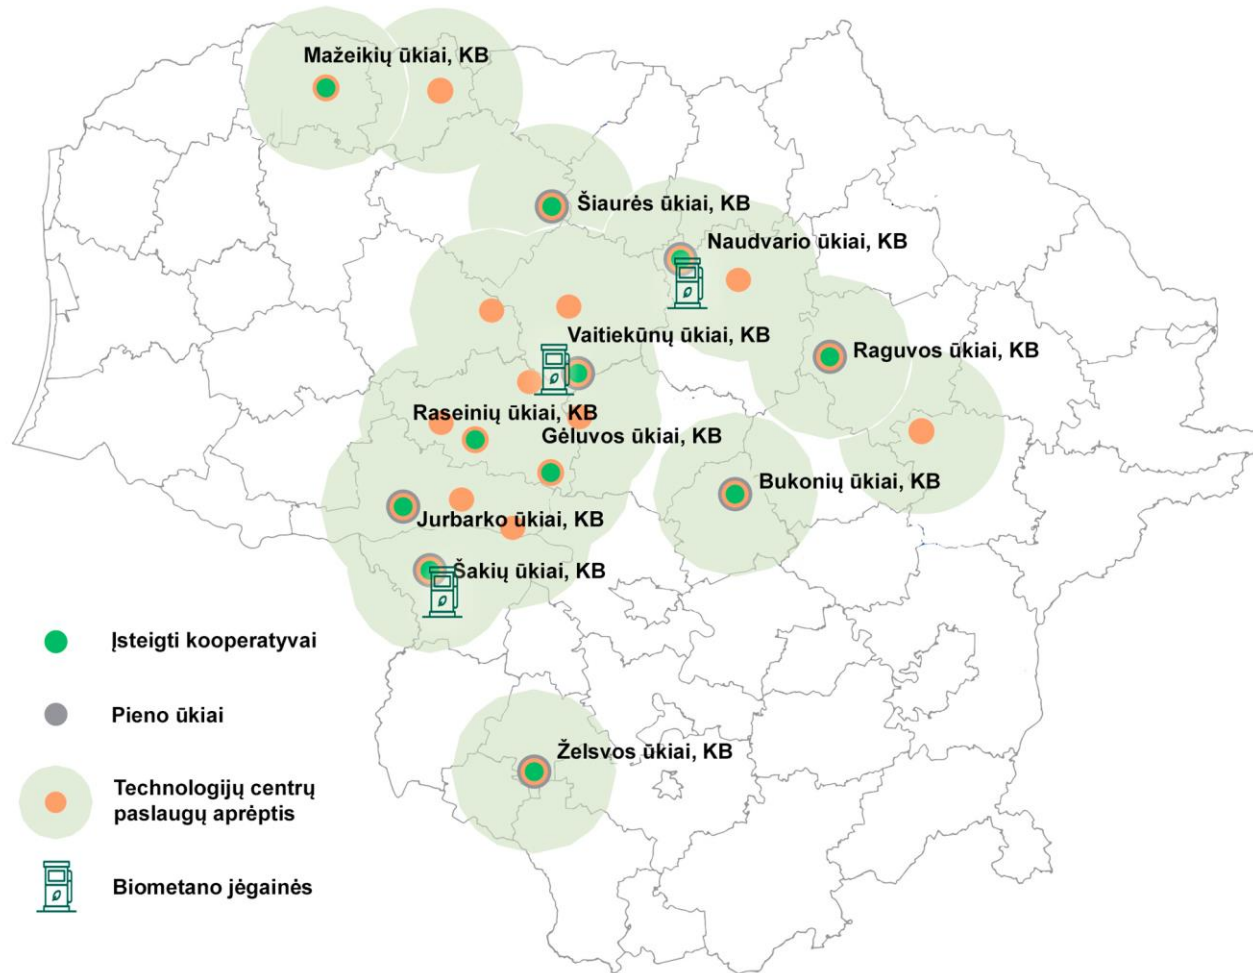 Mažeikių ūkiai, KB
Šiaurės ūkiai, KB
Naudvario ūkiai, KB
Vaitiekūnų ūkiai, KB
Raguvos ūkiai, KB
Raseinių ūkiai, KB
Gėluvos ūkiai, KB
Bukonių ūkiai, KB
Jurbarko ūkiai, KB
Šakių ūkiai, KB
Želsvos ūkiai, KB
Įsteigti kooperatyvai
Pieno ūkiai
Technologijų centrų
paslaugų aprėptis
Biometano jėgainės